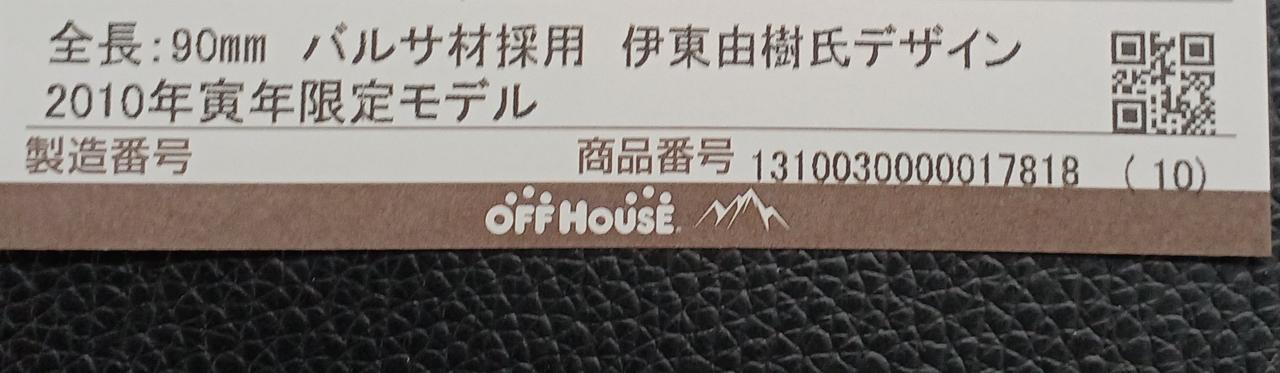 全長:90mm バルサ材採用 伊東由樹氏デザイン
2010年寅年限定モデル
製造番号 商品番号 1310030000017818 (10)
OFF HOUSE